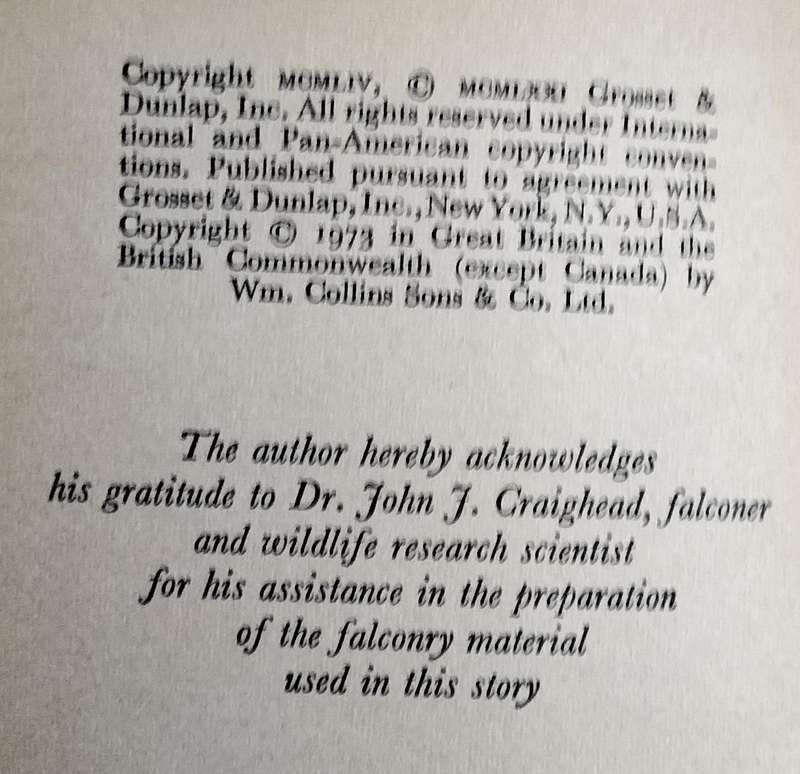 Copyright MCMLIV, © MCMLXXI Grosset &
Dunlap, Inc. All rights reserved under Interna-
tional and Pan-American copyright conven-
tions. Published pursuant to agreement with
Grosset & Dunlap, Inc., New York, N.Y., U.S.A.
Copyright © 1973 in Great Britain and the
British Commonwealth (except Canada) by
Wm. Collins Sons & Co. Ltd.
The author hereby acknowledges
his gratitude to Dr. John J. Craighead, falconer
and wildlife research scientist
for his assistance in the preparation
of the falconry material
used in this story